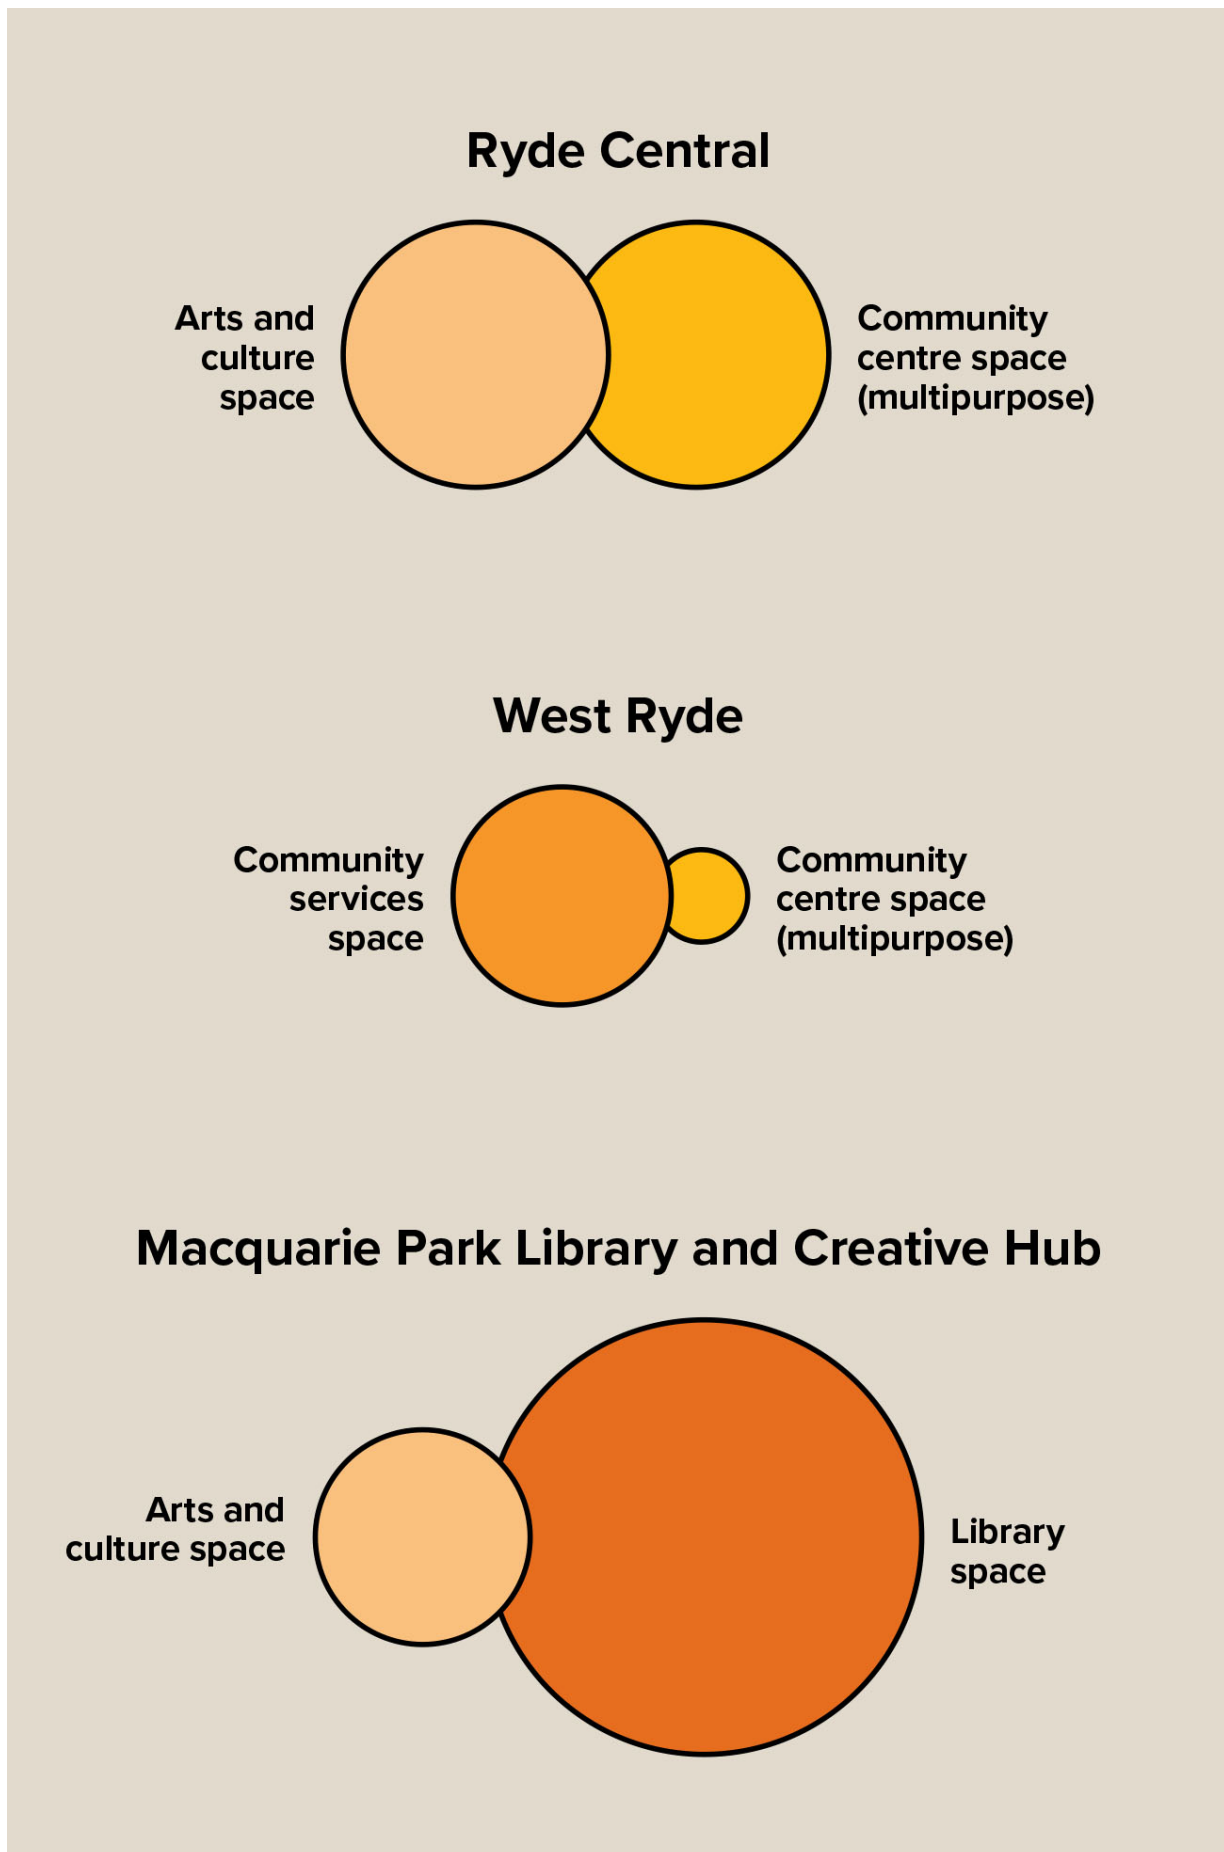 Ryde Central
Arts and
culture
space
Community
centre space
(multipurpose)
West Ryde
Community
services
space
Community
centre space
(multipurpose)
Macquarie Park Library and Creative Hub
Arts and
culture space
Library
space